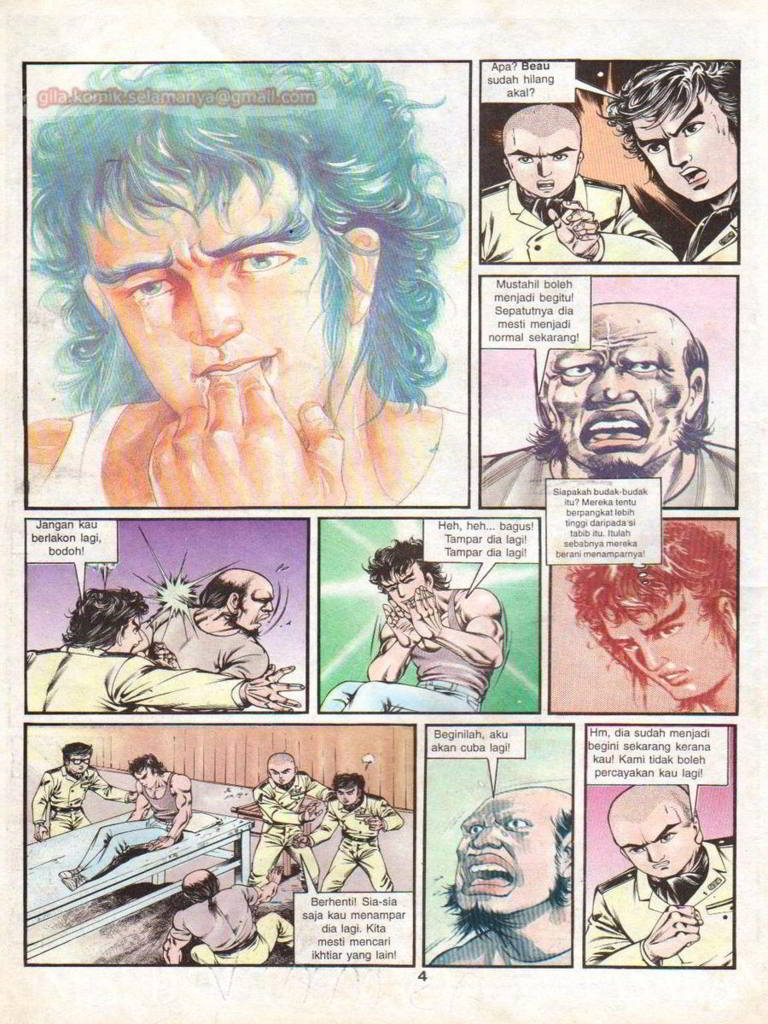 gila.komik.selamanya@gmail.com
Apa? Beau
sudah hilang
akal?
Mustahil boleh
menjadi begitu!
Sepatutnya dia
mesti menjadi
normal sekarang!
Jangan kau
berlakon lagi,
bodoh!
Heh, heh... bagus!
Tampar dia lagi!
Tampar dia lagi!
Siapakah budak-budak
itu? Mereka tentu
berpangkat lebih
tinggi daripada si
tabib itu. Itulah
sebabnya mereka
berani menamparnya!
Berhenti! Sia-sia
saja kau menampar
dia lagi. Kita
mesti mencari
ikhtiar yang lain!
Beginilah, aku
akan cuba lagi!
Hm, dia sudah menjadi
begini sekarang kerana
kau! Kami tidak boleh
percayakan kau lagi!
4